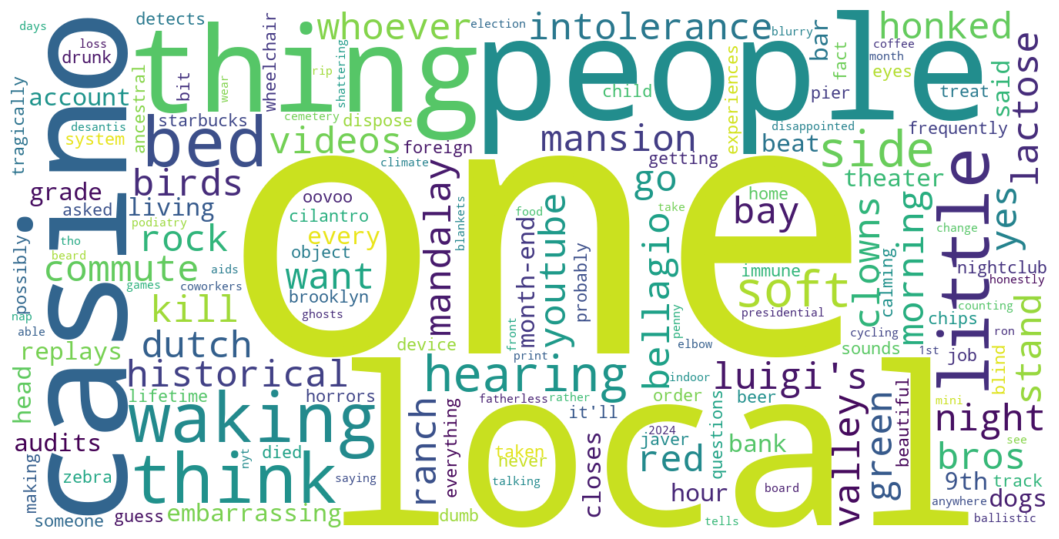 days
loss
drunk
detects
whoever
intolerance
election
blurry
honked
coffee
month
eyes
casino
thing
people
tragically
account
bit
wheelchair
ancestral
rip
wear
shattering
child
experiences
bar
pier
fact
treat
said
lactose
desantis
system
starbucks
cemetery
dispose
videos
foreign
mansion
disappointed
beat
frequently
bed
side
theater
climate
getting
birds
grade
asked
living
podiatry
oovoo
cilantro
every
object
want
brooklyn
ghosts
one
mandalay
blankets
youtube
month-end
probably
front
food
go
take
home
bay
bellagio
immune
soft
presidential
clowns
calming
morning
little
yes
change
nightclub
honestly
counting
possibly
tho
beard
rock
commute
aids
games
coworkers
kill
nap
able
replays
dutch
device
print
elbow
penny
cycling
sounds
1st
ron
chips
job
blind
stand
head
lifetime
historical
horrors
hearing
fatherless
rather
it'll
indoor
order
luigi's
beer
mini
night
see
audits
waking
ranch
everything
closes
taken
never
talking
2024
javer
red
questions
bank
valley's
green
beautiful
bros
track
zebra
think
nyt
died
saying
making
someone
guess
embarrassing
dumb
local
hour
board
tells
9th
dogs
anywhere
ballistic